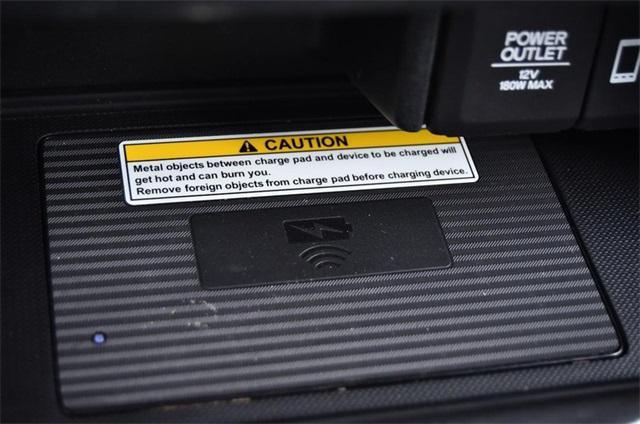 POWER
OUTLET
12V
180W MAX
CAUTION
Metal objects between charge pad and device to be charged will
get hot and can burn you.
Remove foreign objects from charge pad before charging device.